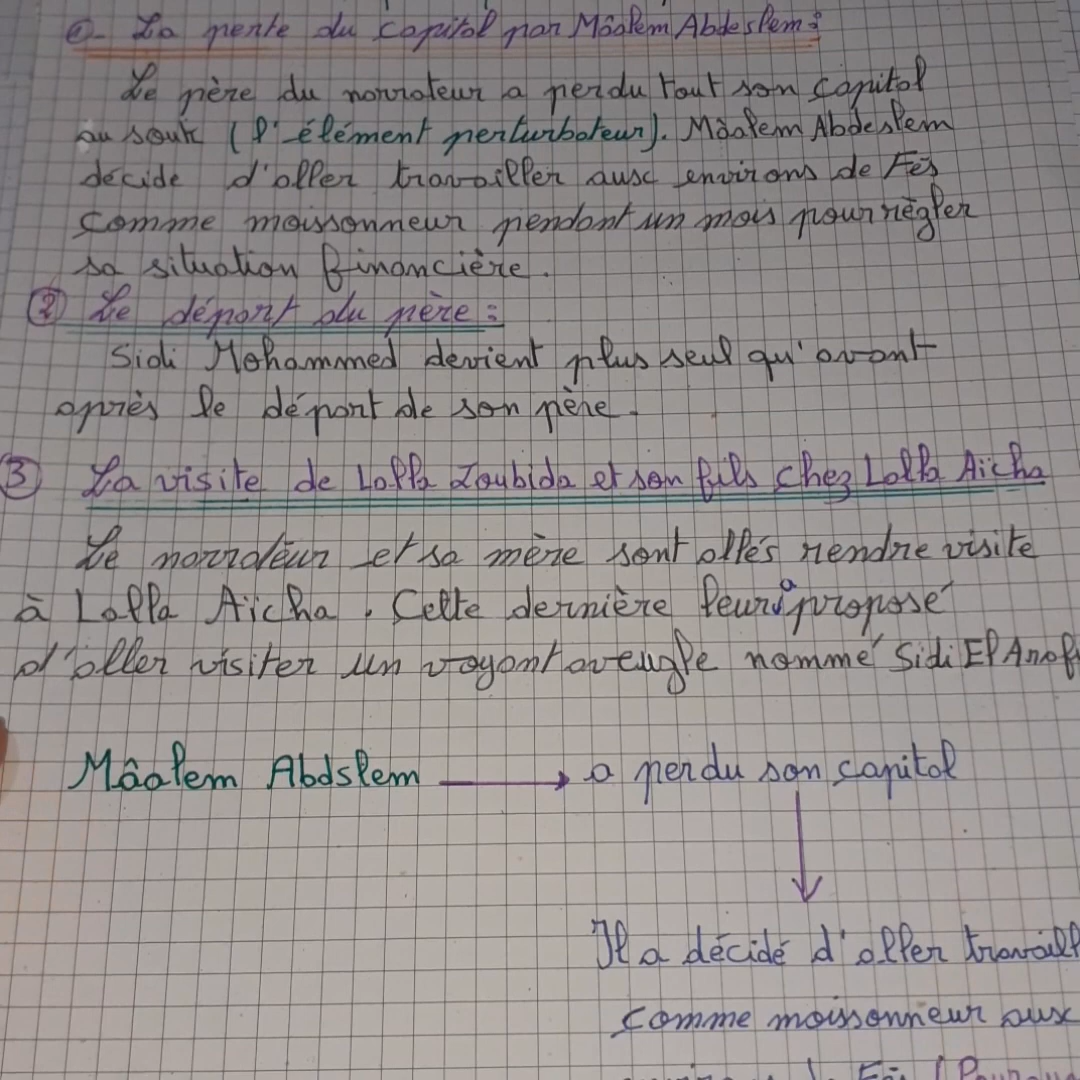 ①- La perte du capital par Mâalem Abdeslem :
Le père du narrateur a perdu tout son capital
au souk (l'élément perturbateur). Mâalem Abdeslem
décide d'aller travailler aux environs de Fès
comme moissonneur pendant un mois pour règler
sa situation financière.
② Le départ du père :
Sidi Mohammed devient plus seul qu'avant
après le départ de son père.
③ La visite de Lalla Zoubida et son fils chez Lalla Aicha
Le narrateur et sa mère sont allés rendre visite
à Lalla Aïcha. Cette dernière leur a proposé
d'aller visiter un voyant aveugle nommé Sidi El Araf
Mâalem Abdslem → a perdu son capital
Il a décidé d'aller travaill
comme moissonneur aux